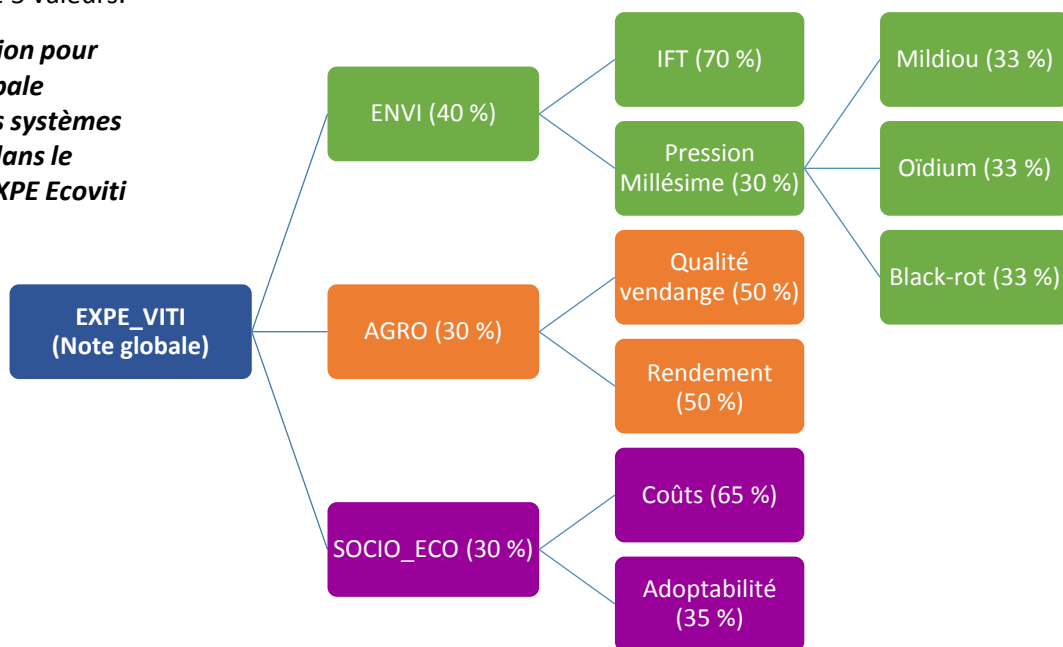 e 5 valeurs.
ion pour
bale
s systèmes
dans le
XPE Ecoviti
EXPE_VITI
(Note globale)
ENVI (40 %)
IFT (70 %)
Pression
Millésime (30 %)
Mildiou (33 %)
Oïdium (33 %)
Black-rot (33 %)
AGRO (30 %)
Qualité
vendange (50 %)
Rendement
(50 %)
SOCIO_ECO (30 %)
Coûts (65 %)
Adoptabilité
(35 %)